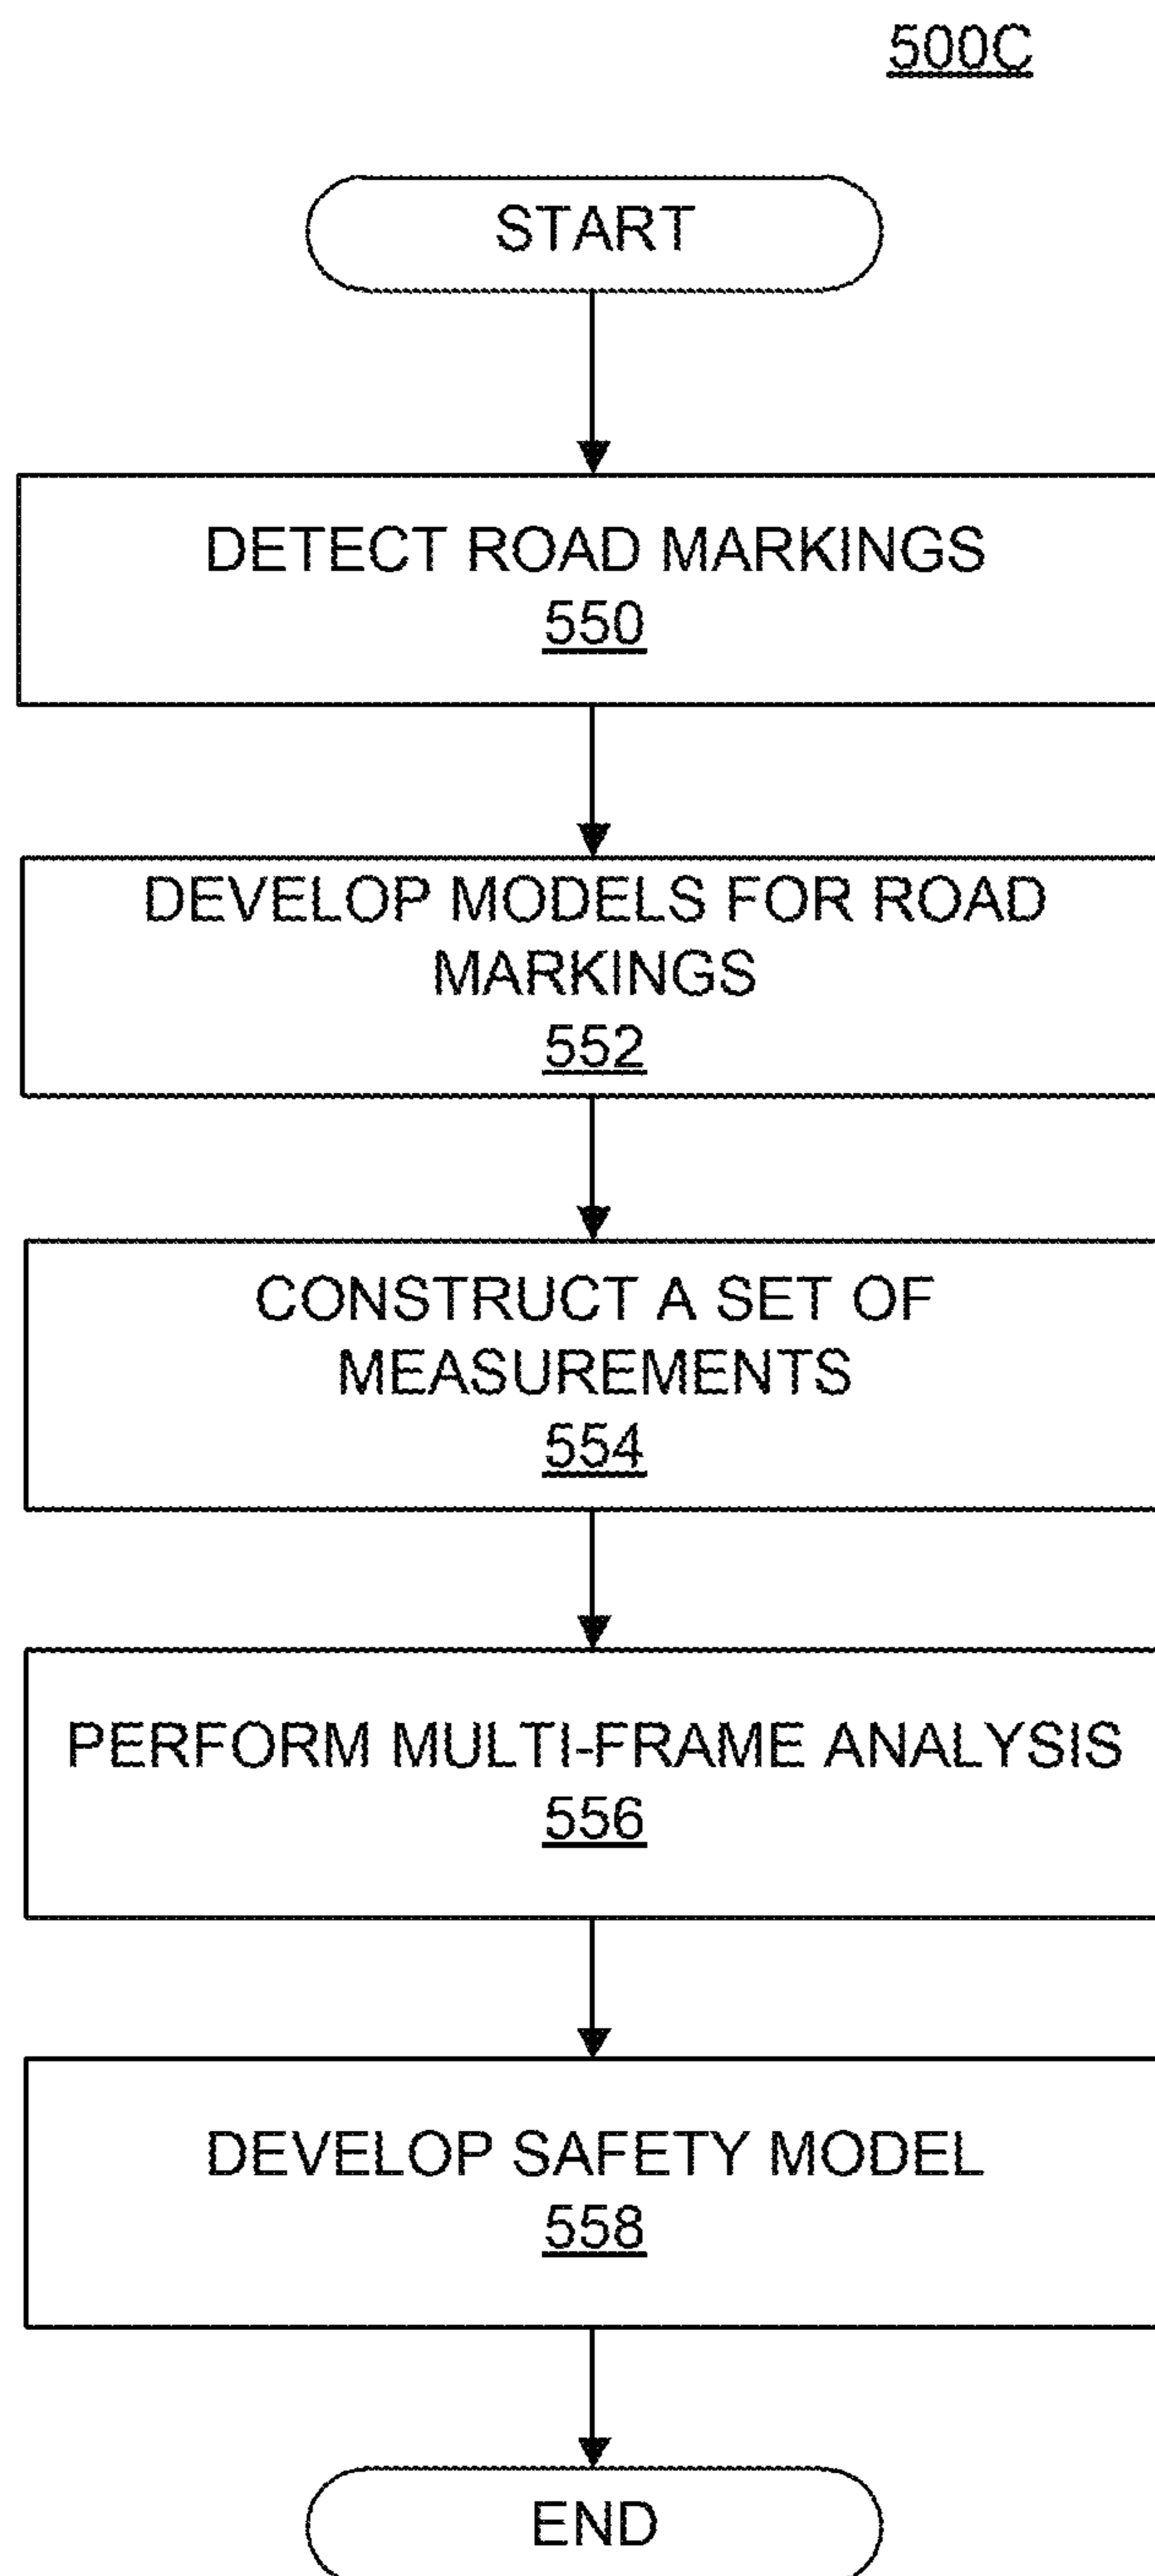 500C
START
DETECT ROAD MARKINGS
550
DEVELOP MODELS FOR ROAD
MARKINGS
552
CONSTRUCT A SET OF
MEASUREMENTS
554
PERFORM MULTI-FRAME ANALYSIS
556
DEVELOP SAFETY MODEL
558
END